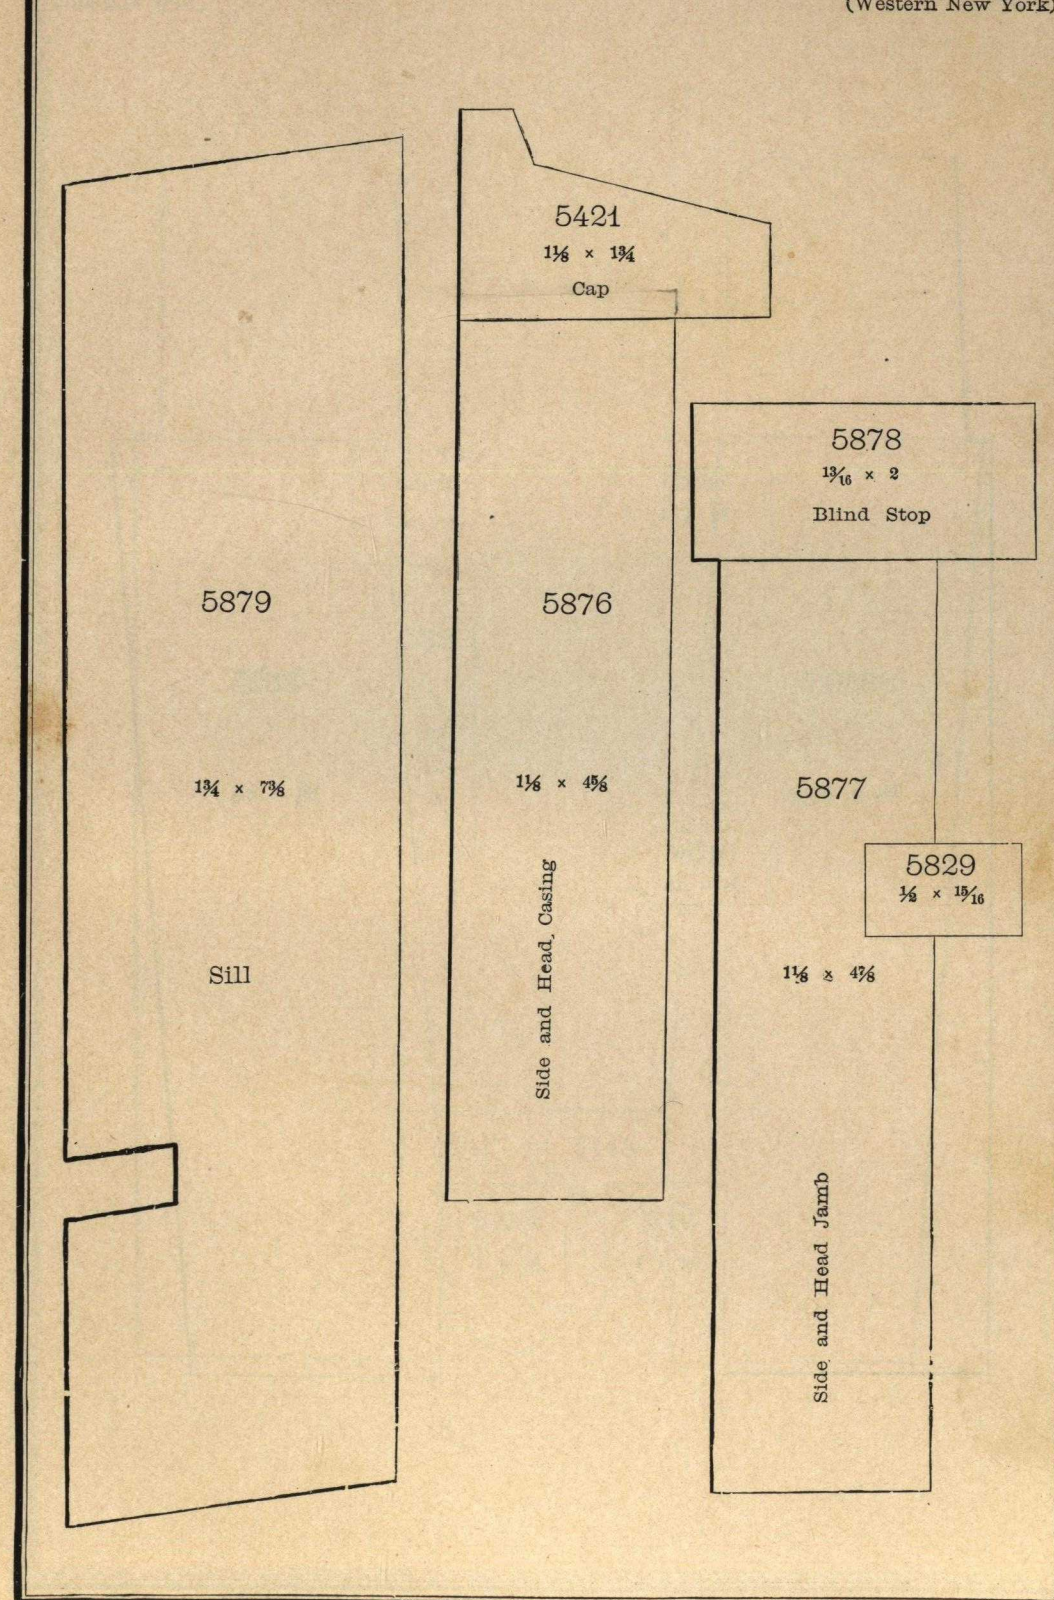 (Western New York)
5421
1⅛ × 1¾
Cap
5878
13/16 × 2
Blind Stop
5879
1¾ × 7⅜
Sill
5876
1⅛ × 4⅝
Side and Head Casing
5877
1⅛ × 4⅞
Side and Head Jamb
5829
½ × 15/16